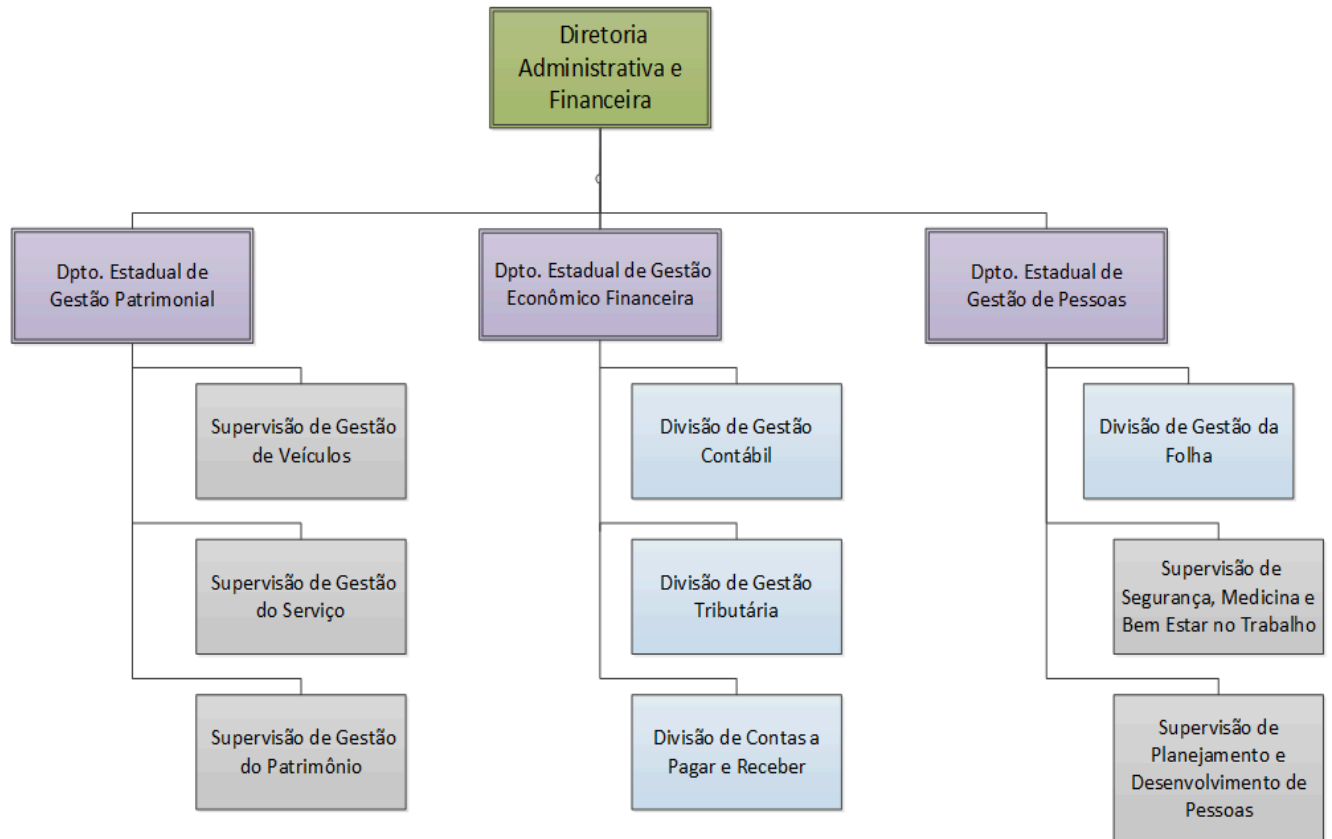 Diretoria
Administrativa e
Financeira
Dpto. Estadual de
Gestão Patrimonial
Dpto. Estadual de Gestão
Econômico Financeira
Dpto. Estadual de
Gestão de Pessoas
Supervisão de Gestão
de Veículos
Divisão de Gestão
Contábil
Divisão de Gestão da
Folha
Supervisão de Gestão
do Serviço
Divisão de Gestão
Tributária
Supervisão de
Segurança, Medicina e
Bem Estar no Trabalho
Supervisão de Gestão
do Patrimônio
Divisão de Contas a
Pagar e Receber
Supervisão de
Planejamento e
Desenvolvimento de
Pessoas